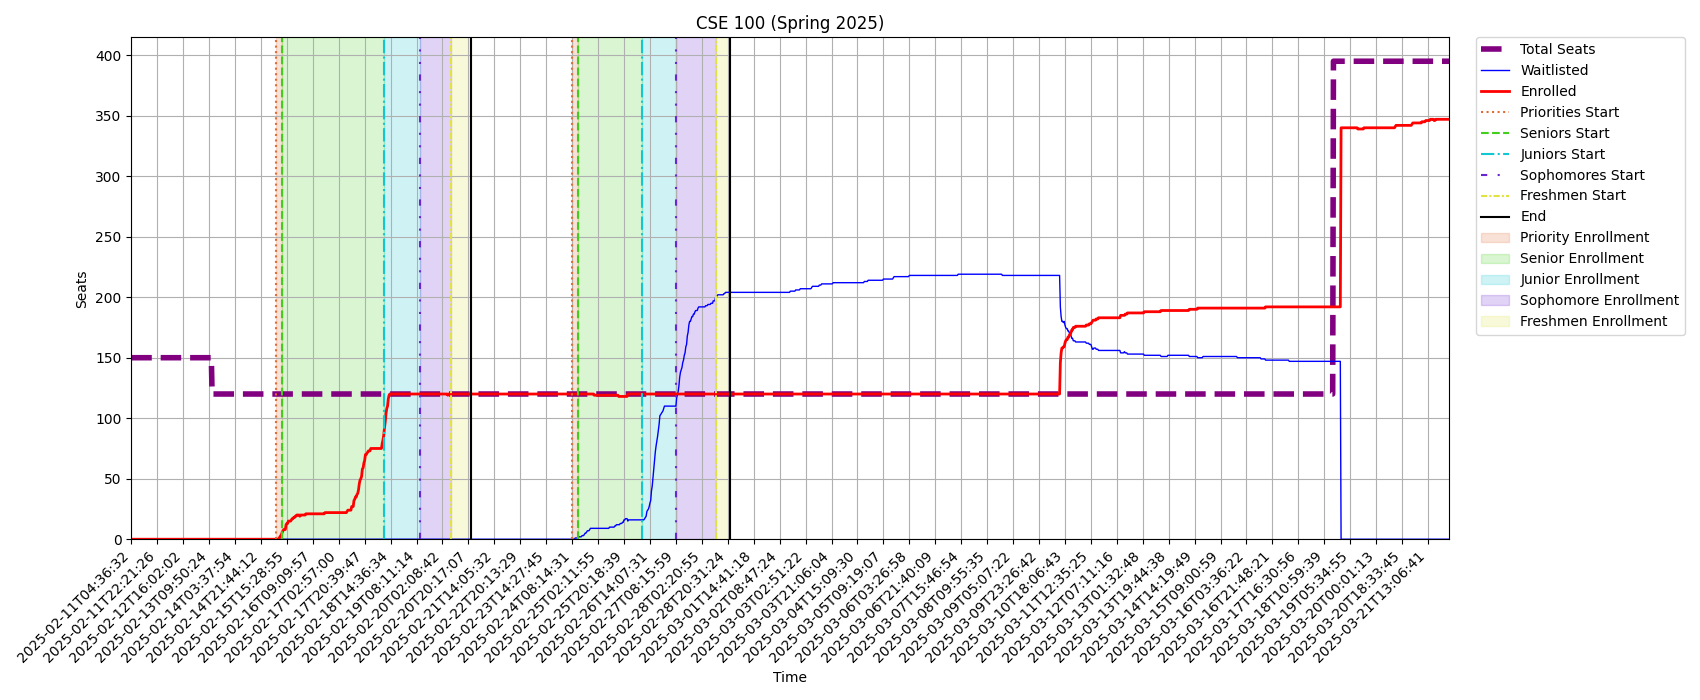 CSE 100 (Spring 2025)
Seats
400
350
300
250
200
150
100
50
0
2025-02-11T04:36:32
2025-02-11T22:21:26
2025-02-12T16:02:02
2025-02-13T09:50:24
2025-02-14T03:37:54
2025-02-14T21:44:12
2025-02-15T15:28:55
2025-02-16T09:09:57
2025-02-17T02:57:00
2025-02-17T20:39:47
2025-02-18T14:36:34
2025-02-19T08:11:14
2025-02-20T02:08:42
2025-02-20T20:17:07
2025-02-21T14:05:32
2025-02-22T20:13:29
2025-02-23T14:27:45
2025-02-24T08:14:31
2025-02-25T02:11:55
2025-02-25T20:18:39
2025-02-26T14:07:31
2025-02-27T08:15:59
2025-02-28T02:20:55
2025-02-28T20:31:24
2025-03-01T14:41:18
2025-03-02T08:47:24
2025-03-03T02:51:22
2025-03-03T21:06:04
2025-03-04T15:09:30
2025-03-05T09:19:07
2025-03-06T03:26:58
2025-03-06T21:40:09
2025-03-07T15:46:54
2025-03-08T09:55:35
2025-03-09T05:07:22
2025-03-09T23:26:42
2025-03-10T18:06:43
2025-03-11T12:35:25
2025-03-12T07:11:16
2025-03-13T01:32:48
2025-03-13T19:44:38
2025-03-14T14:19:49
2025-03-15T09:00:59
2025-03-16T03:36:22
2025-03-16T21:48:21
2025-03-17T16:30:56
2025-03-18T10:59:39
2025-03-19T05:34:55
2025-03-20T00:01:13
2025-03-20T18:33:45
2025-03-21T13:06:41
Time
Total Seats
Waitlisted
Enrolled
Priorities Start
Seniors Start
Juniors Start
Sophomores Start
Freshmen Start
End
Priority Enrollment
Senior Enrollment
Junior Enrollment
Sophomore Enrollment
Freshmen Enrollment